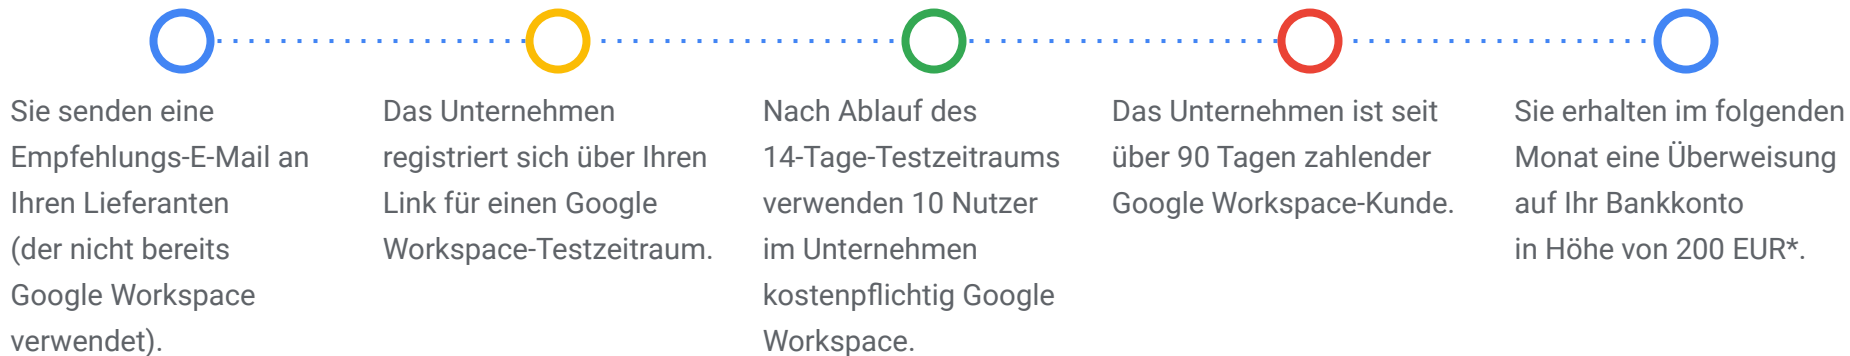 Sie senden eine
Empfehlungs-E-Mail an
Ihren Lieferanten
(der nicht bereits
Google Workspace
verwendet).
Das Unternehmen
registriert sich über Ihren
Link für einen Google
Workspace-Testzeitraum.
Nach Ablauf des
14-Tage-Testzeitraums
verwenden 10 Nutzer
im Unternehmen
kostenpflichtig Google
Workspace.
Das Unternehmen ist seit
über 90 Tagen zahlender
Google Workspace-Kunde.
Sie erhalten im folgenden
Monat eine Überweisung
auf Ihr Bankkonto
in Höhe von 200 EUR*.